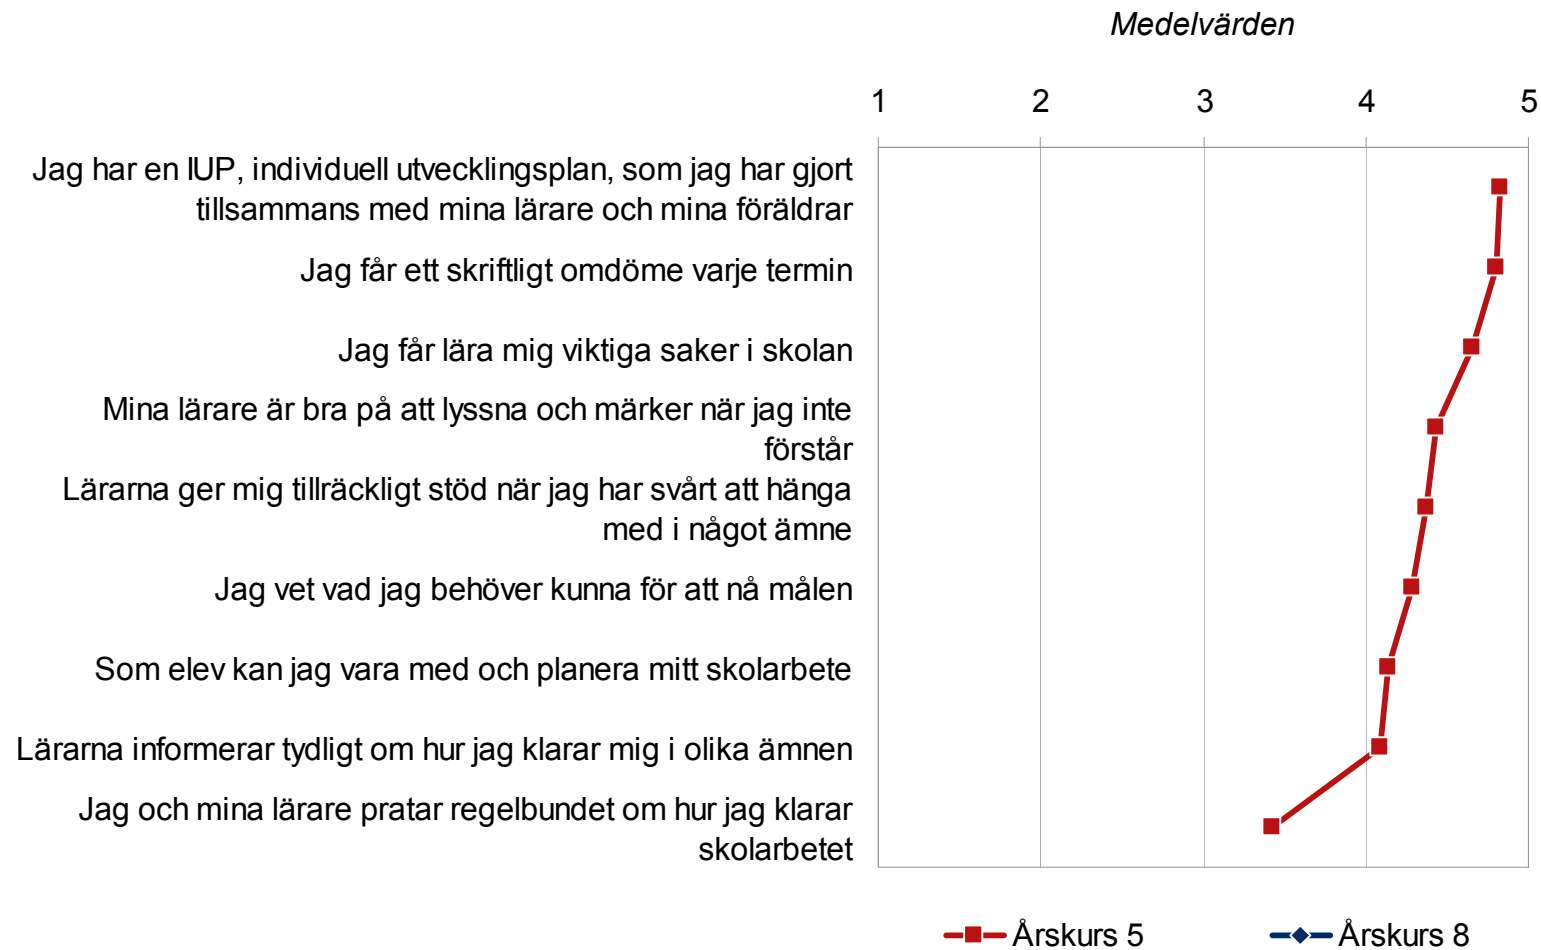 Medelvärden
1 2 3 4 5
Jag har en IUP, individuell utvecklingsplan, som jag har gjort
tillsammans med mina lärare och mina föräldrar
Jag får ett skriftligt omdöme varje termin
Jag får lära mig viktiga saker i skolan
Mina lärare är bra på att lyssna och märker när jag inte
förstår
Lärarna ger mig tillräckligt stöd när jag har svårt att hänga
med i något ämne
Jag vet vad jag behöver kunna för att nå målen
Som elev kan jag vara med och planera mitt skolarbete
Lärarna informerar tydligt om hur jag klarar mig i olika ämnen
Jag och mina lärare pratar regelbundet om hur jag klarar
skolarbetet
Årskurs 5 Årskurs 8